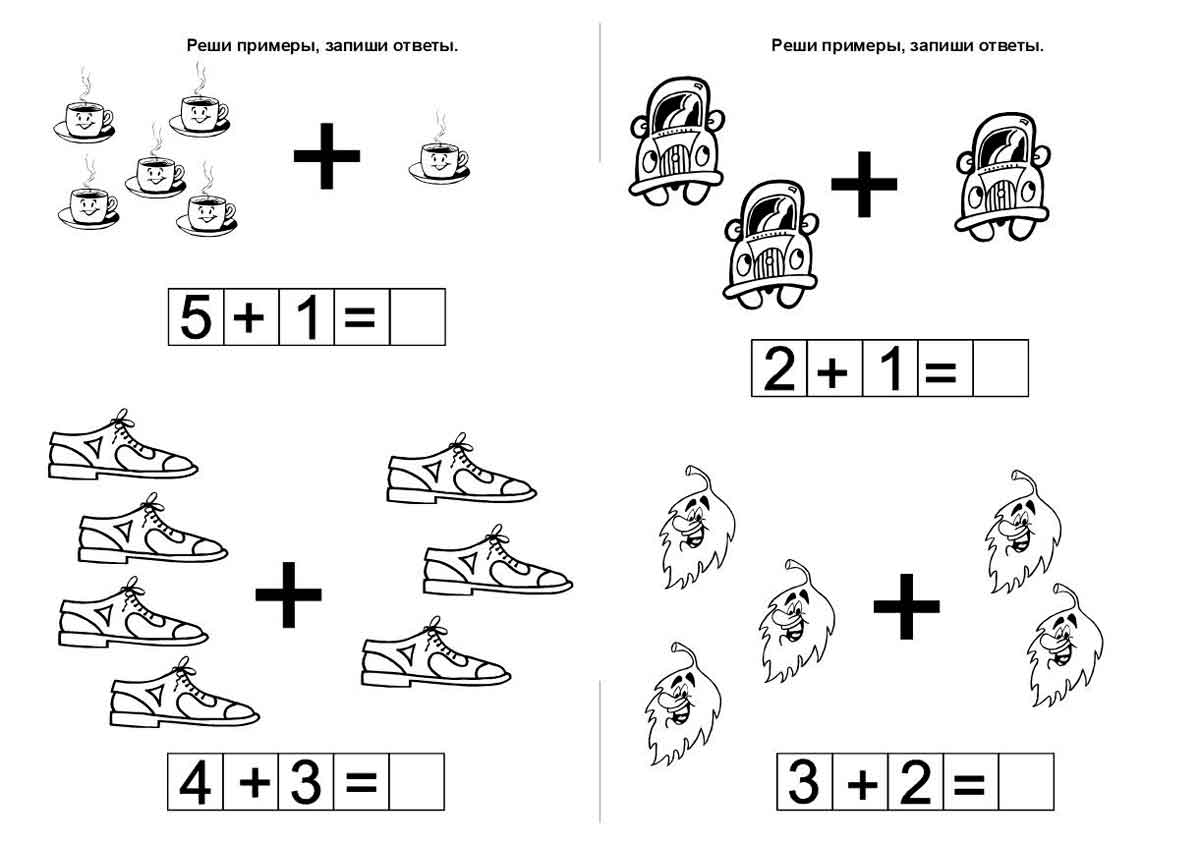 Реши примеры, запиши ответы.
5 + 1 =
4 + 3 =
Реши примеры, запиши ответы.
2 + 1 =
3 + 2 =